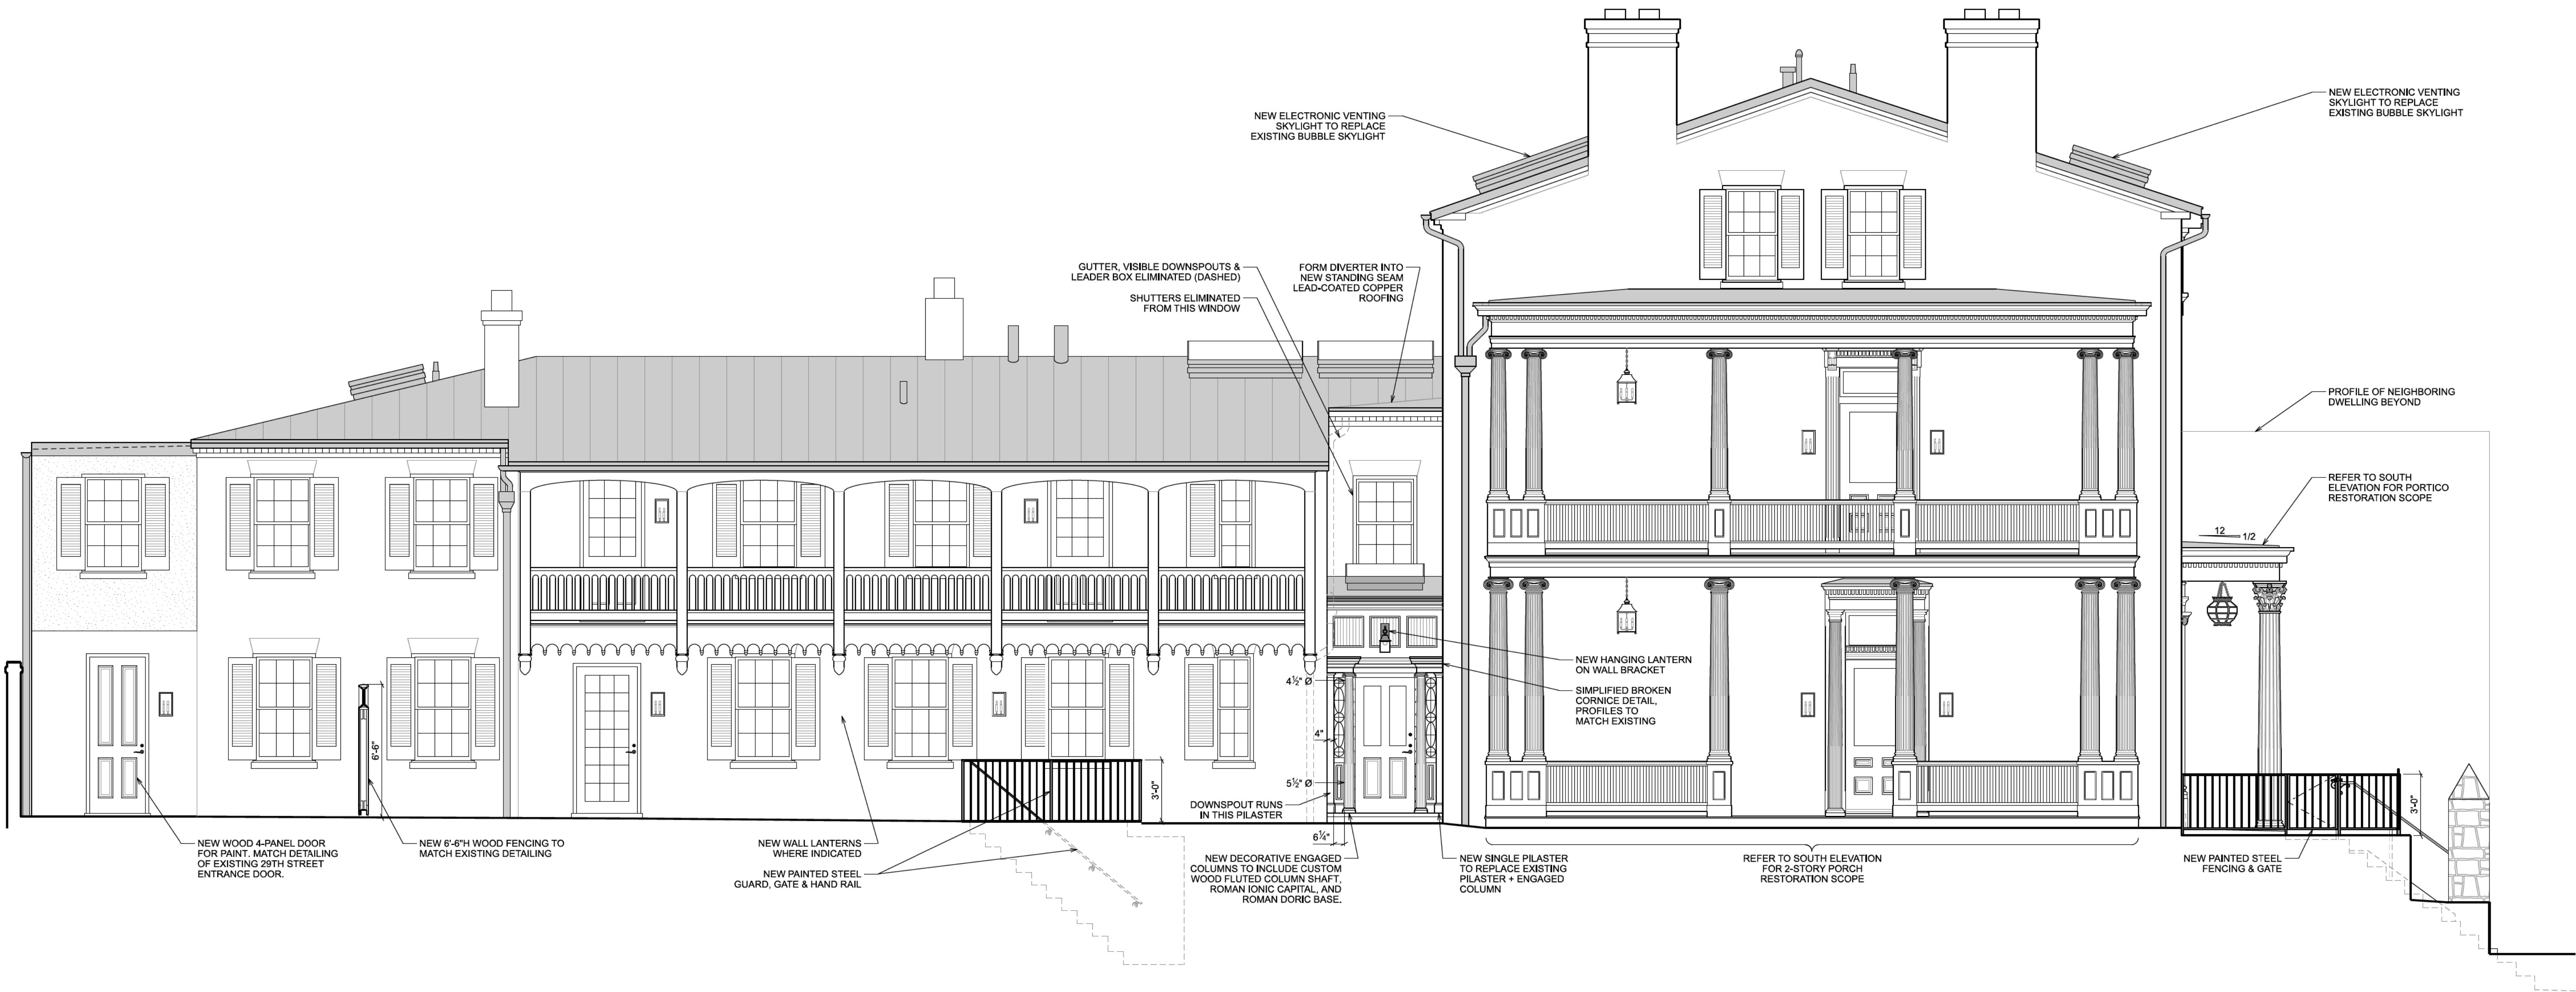 NEW ELECTRONIC VENTING
SKYLIGHT TO REPLACE
EXISTING BUBBLE SKYLIGHT
NEW ELECTRONIC VENTING
SKYLIGHT TO REPLACE
EXISTING BUBBLE SKYLIGHT
GUTTER, VISIBLE DOWNSPOUTS &
LEADER BOX ELIMINATED (DASHED)
SHUTTERS ELIMINATED
FROM THIS WINDOW
FORM DIVERTER INTO
NEW STANDING SEAM
LEAD-COATED COPPER
ROOFING
PROFILE OF NEIGHBORING
DWELLING BEYOND
REFER TO SOUTH
ELEVATION FOR PORTICO
RESTORATION SCOPE
12
1/2
NEW HANGING LANTERN
ON WALL BRACKET
SIMPLIFIED BROKEN
CORNICE DETAIL,
PROFILES TO
MATCH EXISTING
4½" Ø
4"
5½" Ø
6¼"
6'-6"
3'-0"
3'-0"
DOWNSPOUT RUNS
IN THIS PILASTER
NEW WOOD 4-PANEL DOOR
FOR PAINT. MATCH DETAILING
OF EXISTING 29TH STREET
ENTRANCE DOOR.
NEW 6'-6"H WOOD FENCING TO
MATCH EXISTING DETAILING
NEW WALL LANTERNS
WHERE INDICATED
NEW PAINTED STEEL
GUARD, GATE & HAND RAIL
NEW DECORATIVE ENGAGED
COLUMNS TO INCLUDE CUSTOM
WOOD FLUTED COLUMN SHAFT,
ROMAN IONIC CAPITAL, AND
ROMAN DORIC BASE.
NEW SINGLE PILASTER
TO REPLACE EXISTING
PILASTER + ENGAGED
COLUMN
REFER TO SOUTH ELEVATION
FOR 2-STORY PORCH
RESTORATION SCOPE
NEW PAINTED STEEL
FENCING & GATE